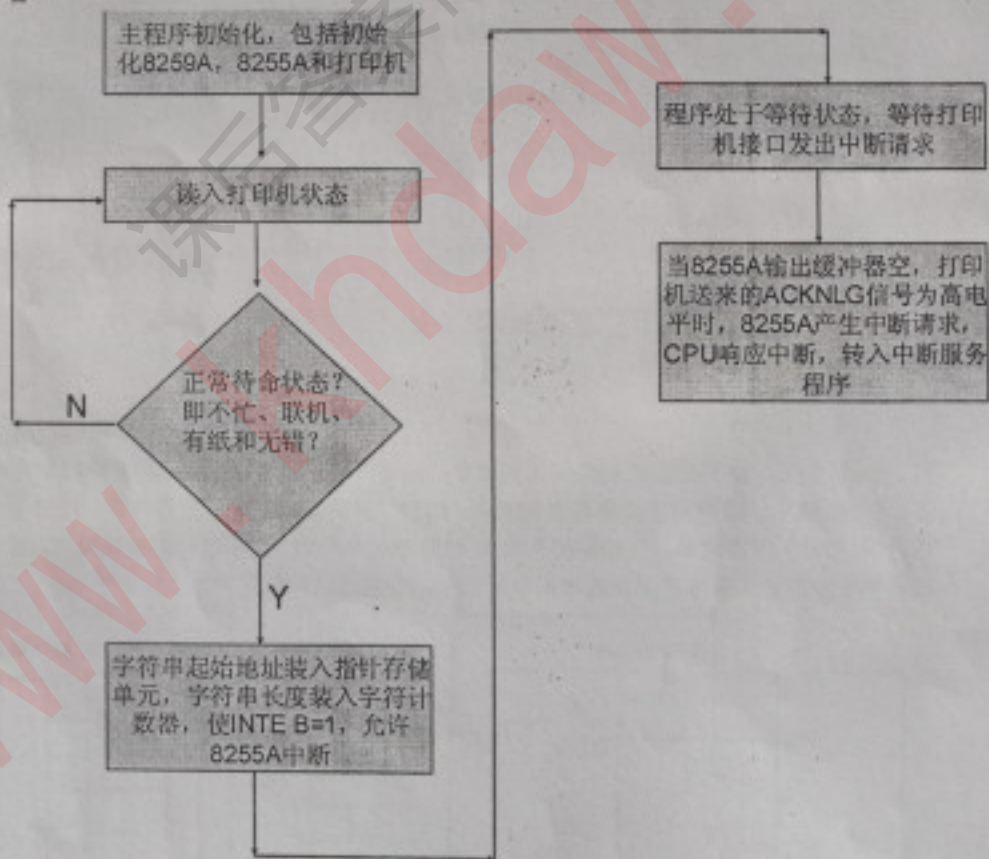 主程序初始化，包括初始
化8259A，8255A和打印机
读入打印机状态
正常待命状态？
即不忙、联机、
有纸和无错？
N
Y
字符串起始地址装入指针存储
单元，字符串长度装入字符计
数器，使INTE B=1，允许
8255A中断
程序处于等待状态，等待打印
机接口发出中断请求
当8255A输出缓冲器空，打印
机送来的ACKNLG信号为高电
平时，8255A产生中断请求，
CPU响应中断，转入中断服务
程序
课后答案
www.khdaw.